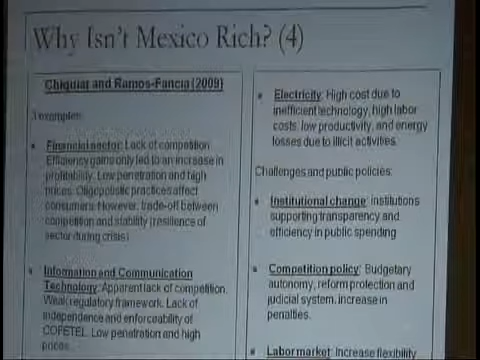 Why Isn't Mexico Rich? (4)
Chiquiar and Ramos-Francia (2009)
3 examples:
Financial sector: Lack of competition.
Efficiency gains only led to an increase in
profitability. Low penetration and high
prices. Oligopolistic practices affect
consumers. However, trade-off between
competition and stability (resilience of
sector during crisis)
Information and Communication
Technology: Apparent lack of competition.
Weak regulatory framework. Lack of
independence and enforceability of
COFETEL. Low penetration and high
prices.
Electricity: High cost due to
inefficient technology, high labor
costs, low productivity, and energy
losses due to illicit activities.
Challenges and public policies:
Institutional change: institutions
supporting transparency and
efficiency in public spending
Competition policy: Budgetary
autonomy, reform protection and
judicial system, increase in
penalties.
Labor market: Increase flexibility